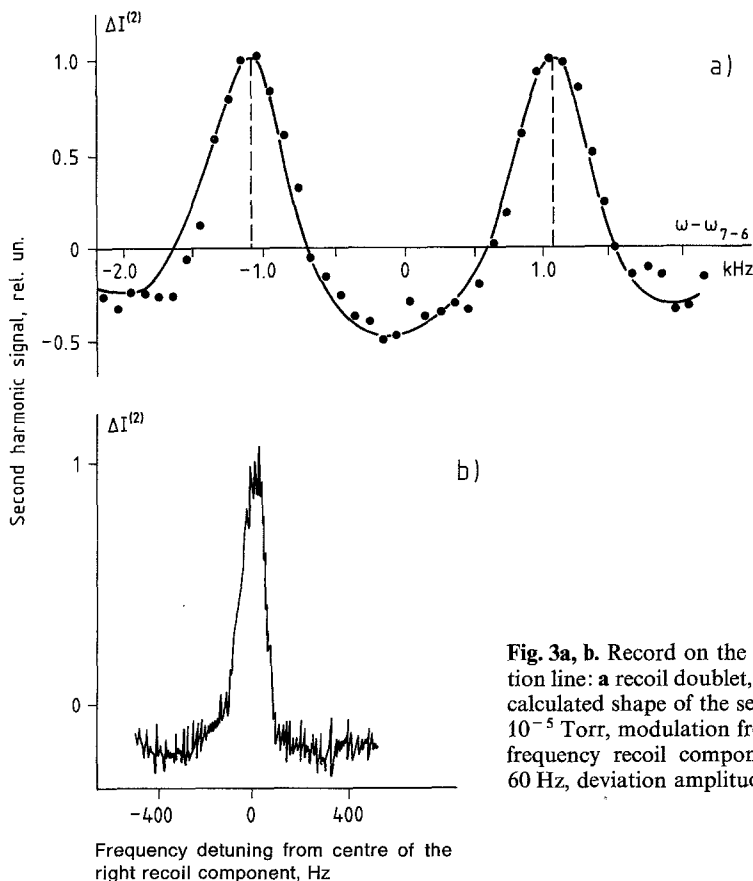 ΔI(2)
a)
1.0
0.5
0
-0.5
-2.0
-1.0
0
1.0
ω-ω7-6
kHz
Second harmonic signal, rel. un.
ΔI(2)
b)
1
0
-400
0
400
Frequency detuning from centre of the
right recoil component, Hz
Fig. 3a, b. Record on the
tion line: a recoil doublet,
calculated shape of the se
10−5 Torr, modulation fr
frequency recoil compon
60 Hz, deviation amplitud